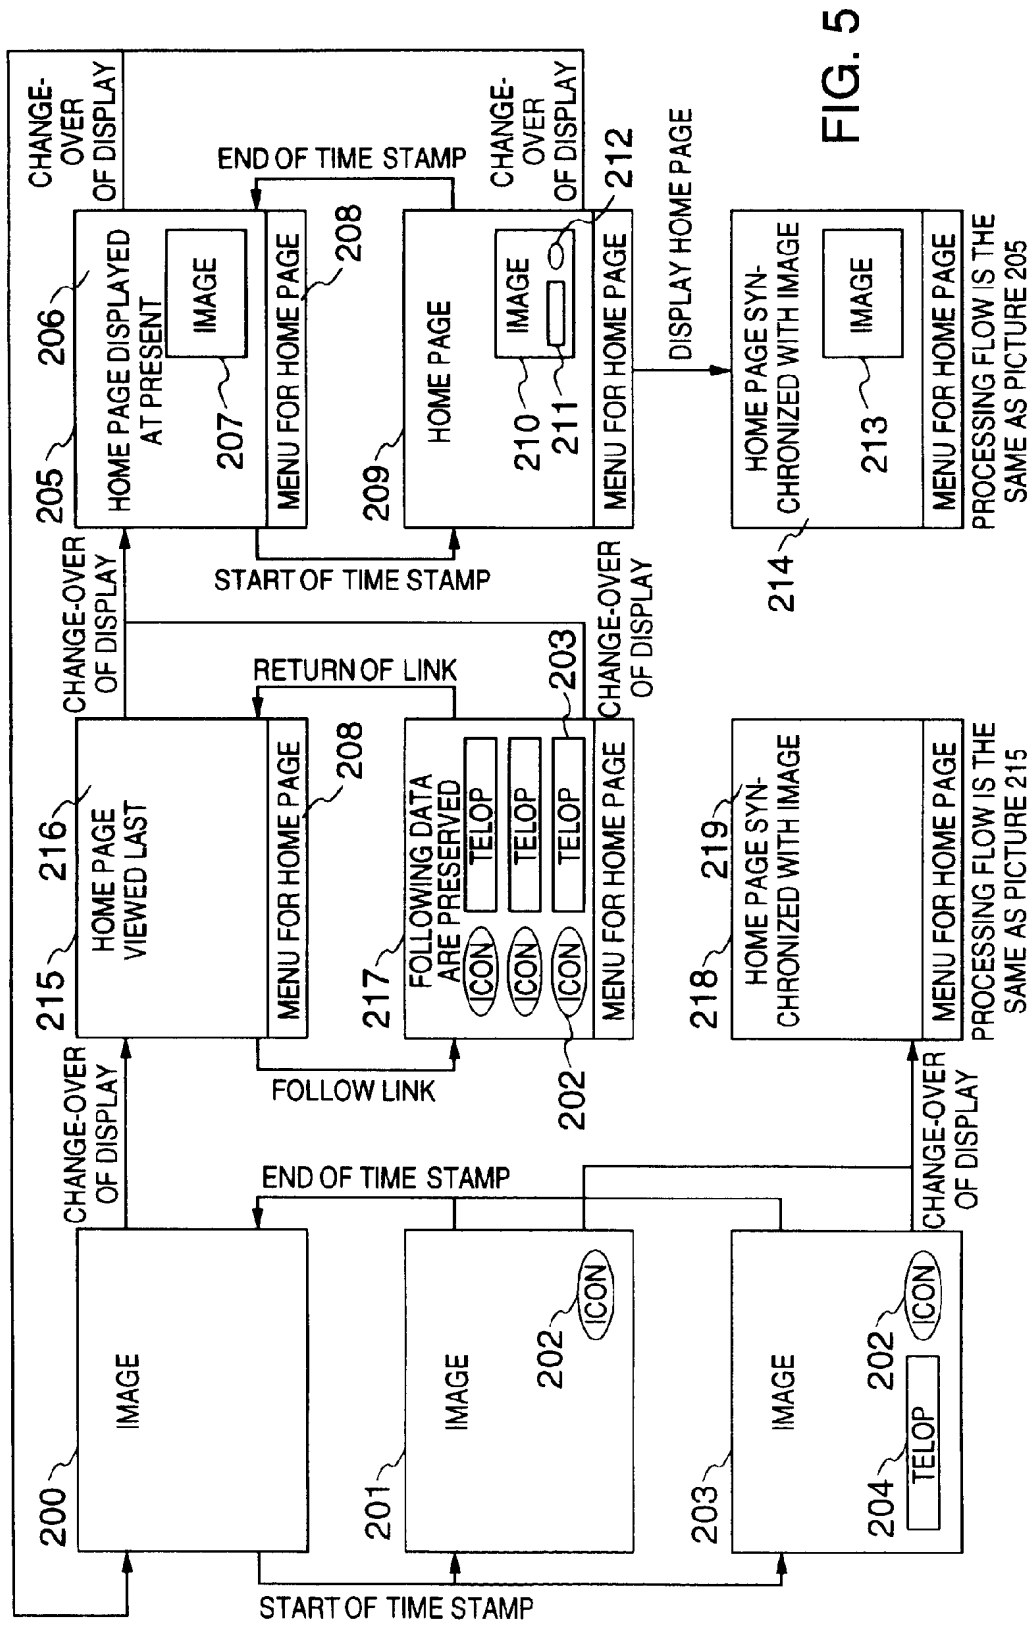 200
IMAGE
START OF TIME STAMP
END OF TIME STAMP
201
IMAGE
202
ICON
203
IMAGE
204
TELOP
202
ICON
CHANGE-OVER
OF DISPLAY
CHANGE-OVER
OF DISPLAY
215
216
HOME PAGE
VIEWED LAST
MENU FOR HOME PAGE
208
FOLLOW LINK
RETURN OF LINK
217
FOLLOWING DATA
ARE PRESERVED
ICON
TELOP
ICON
TELOP
ICON
TELOP
202
203
MENU FOR HOME PAGE
218
219
HOME PAGE SYN-
CHRONIZED WITH IMAGE
MENU FOR HOME PAGE
PROCESSING FLOW IS THE
SAME AS PICTURE 215
CHANGE-OVER
OF DISPLAY
CHANGE-OVER
OF DISPLAY
205
206
HOME PAGE DISPLAYED
AT PRESENT
207
IMAGE
MENU FOR HOME PAGE
208
START OF TIME STAMP
END OF TIME STAMP
209
HOME PAGE
210
IMAGE
211
212
MENU FOR HOME PAGE
DISPLAY HOME PAGE
214
HOME PAGE SYN-
CHRONIZED WITH IMAGE
213
IMAGE
MENU FOR HOME PAGE
PROCESSING FLOW IS THE
SAME AS PICTURE 205
CHANGE-
OVER
OF DISPLAY
CHANGE-
OVER
OF DISPLAY
FIG. 5